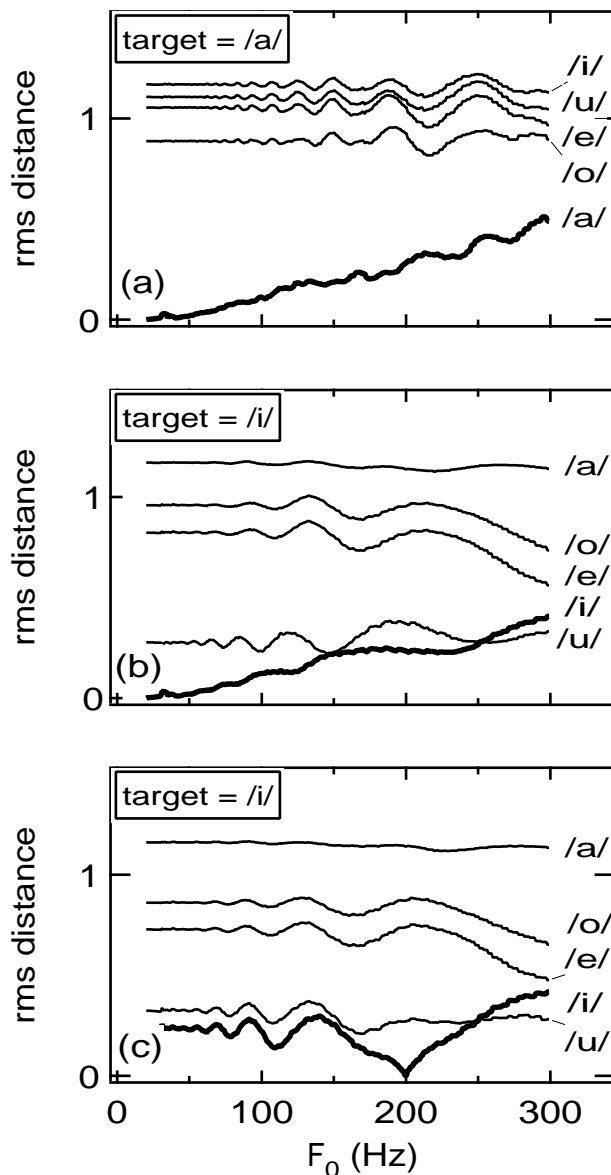 target = /a/
rms distance
1
0
(a)
/i/
/u/
/e/
/o/
/a/
target = /i/
rms distance
1
0
(b)
/a/
/o/
/e/
/i/
/u/
target = /i/
rms distance
1
0
(c)
/a/
/o/
/e/
/i/
/u/
0 100 200 300
F₀ (Hz)